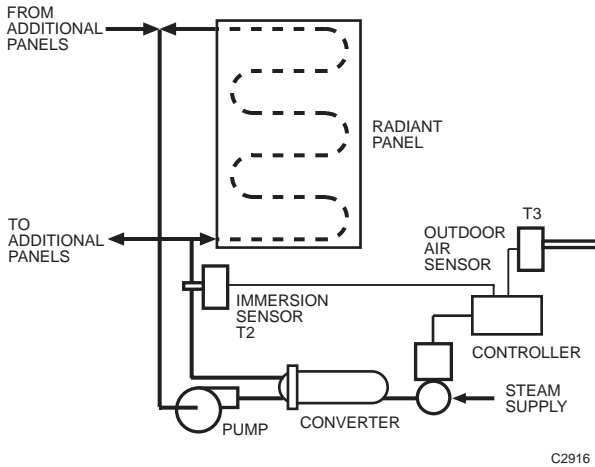 FROM
ADDITIONAL
PANELS
RADIANT
PANEL
TO
ADDITIONAL
PANELS
T3
OUTDOOR
AIR
SENSOR
IMMERSION
SENSOR
T2
CONTROLLER
STEAM
SUPPLY
CONVERTER
PUMP
C2916